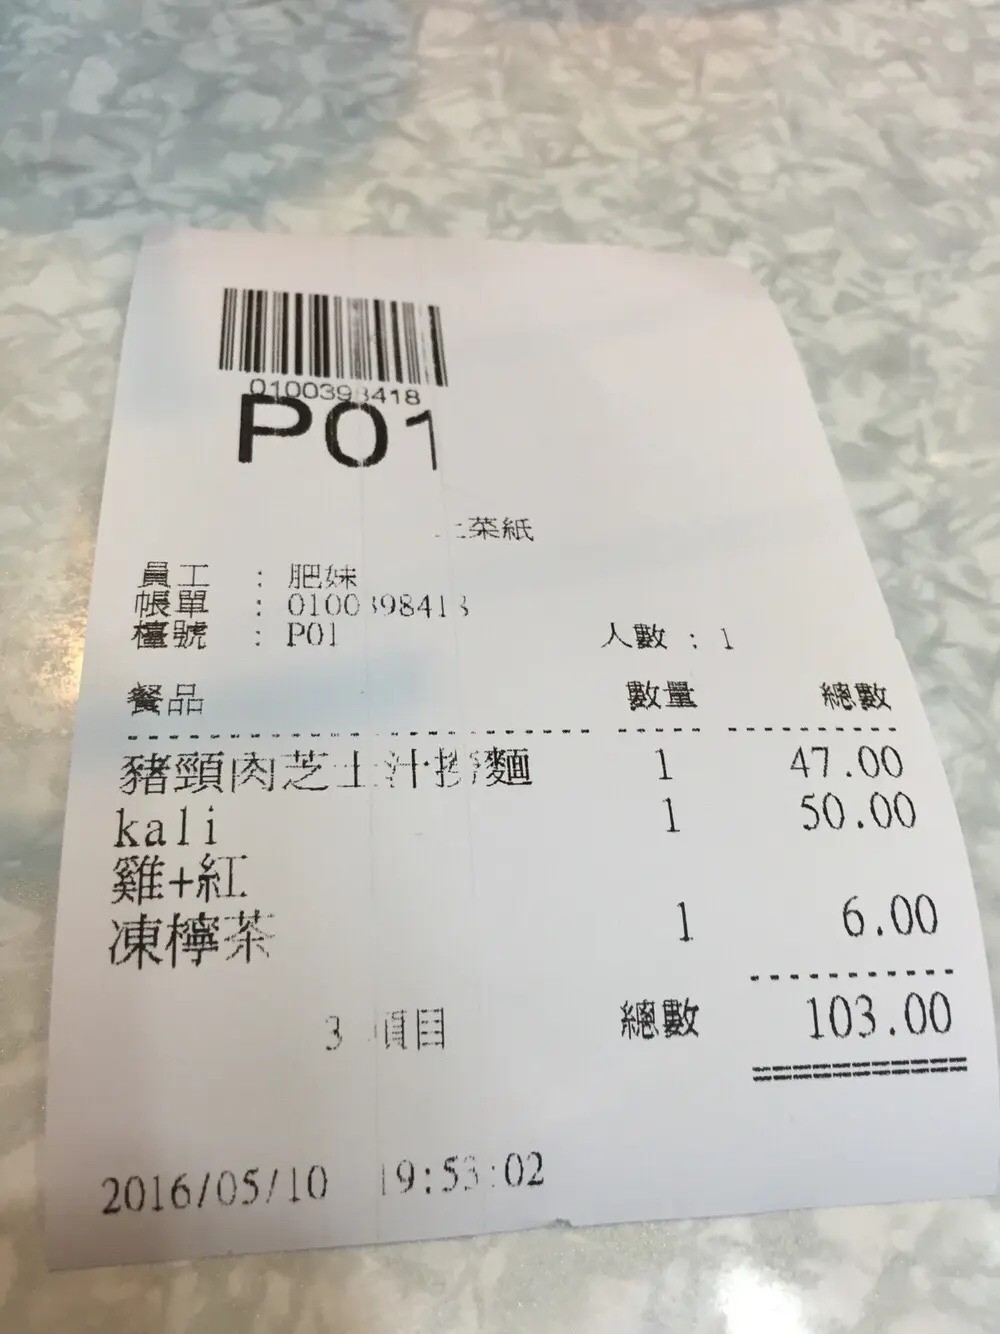 0100398418
P01
上菜紙
員工 : 肥妹
帳單 : 0100398418
檯號 : P01 人數 : 1
餐品 數量 總數
豬頸肉芝士汁撈麵 1 47.00
kali 1 50.00
雞+紅
凍檸茶 1 6.00
3 項目 總數 103.00
2016/05/10 19:53:02